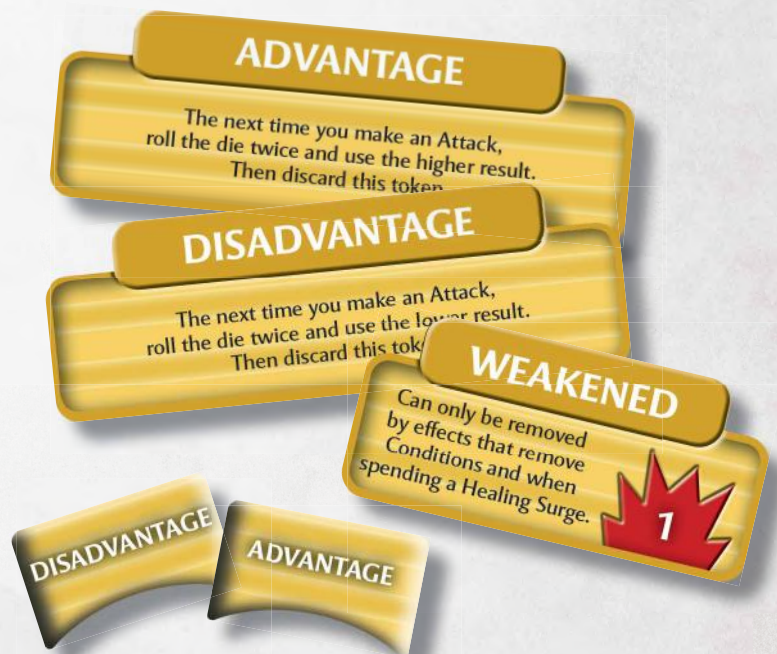 ADVANTAGE
The next time you make an Attack,
roll the die twice and use the higher result.
Then discard this token
DISADVANTAGE
The next time you make an Attack,
roll the die twice and use the lower result.
Then discard this
WEAKENED
Can only be removed
by effects that remove
Conditions and when
spending a Healing Surge.
1
DISADVANTAGE
ADVANTAGE